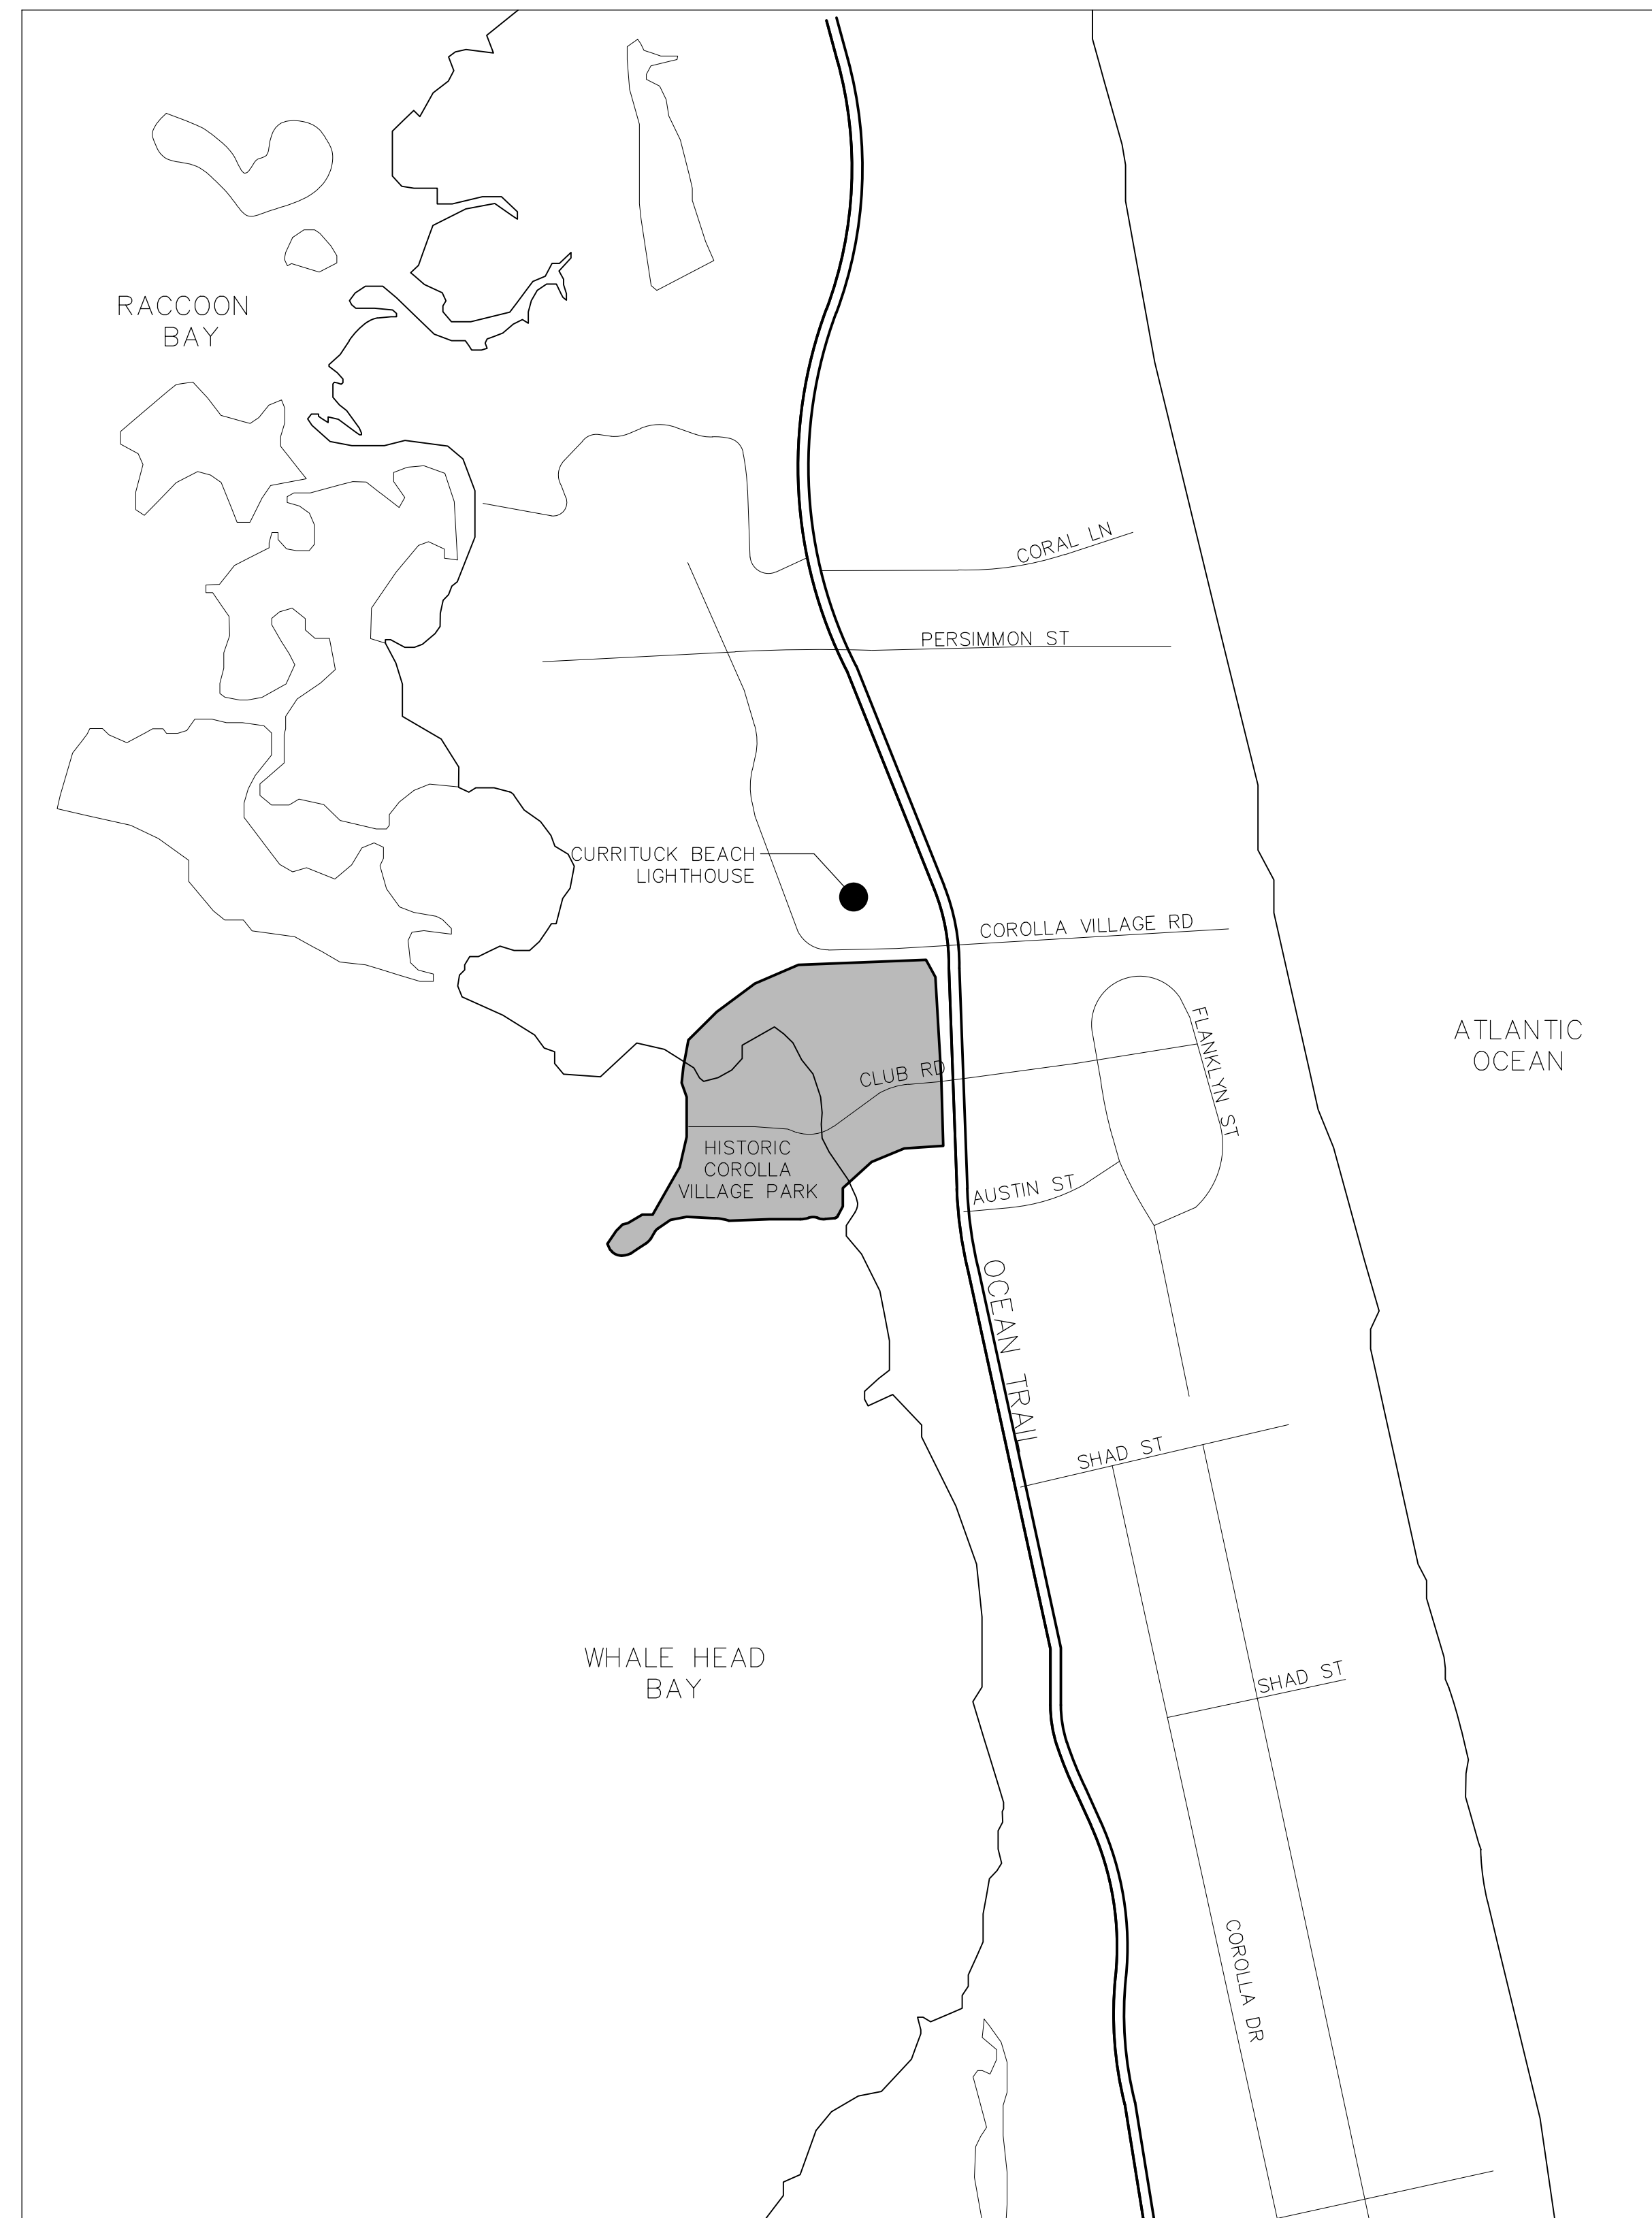 RACCOON
BAY
CORAL LN
PERSIMMON ST
CURRITUCK BEACH
LIGHTHOUSE
COROLLA VILLAGE RD
FLANKLYN ST
ATLANTIC
OCEAN
CLUB RD
HISTORIC
COROLLA
VILLAGE PARK
AUSTIN ST
OCEAN TRAIL
SHAD ST
WHALE HEAD
BAY
SHAD ST
COROLLA DR